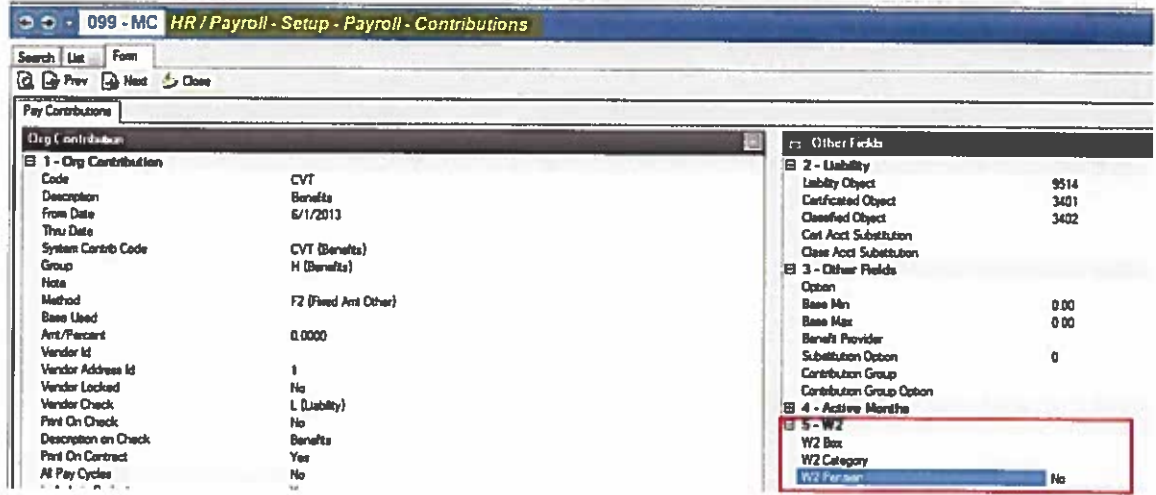 099 - MC HR / Payroll - Setup - Payroll - Contributions
Search List Form
Prev Next Close
Pay Contributions
Org Contribution
1 - Org Contribution
Code CVT
Description Benefits
From Date 6/1/2013
Thru Date
System Contrib Code CVT (Benefits)
Group H (Benefits)
Note
Method F2 (Fixed Amt Other)
Base Used
Amt/Percent 0.0000
Vendor Id
Vendor Address Id 1
Vendor Locked No
Vendor Check L (Liability)
Print On Check No
Description on Check Benefits
Print On Contract Yes
All Pay Cycles No
Other Fields
2 - Liability
Liability Object 9514
Certificated Object 3401
Classified Object 3402
Cert Acct Substitution
Class Acct Substitution
3 - Other Fields
Option
Base Min 0.00
Base Max 0.00
Benefit Provider
Substitution Option 0
Contribution Group
Contribution Group Option
4 - Active Months
5 - W2
W2 Box
W2 Category
W2 Pension No